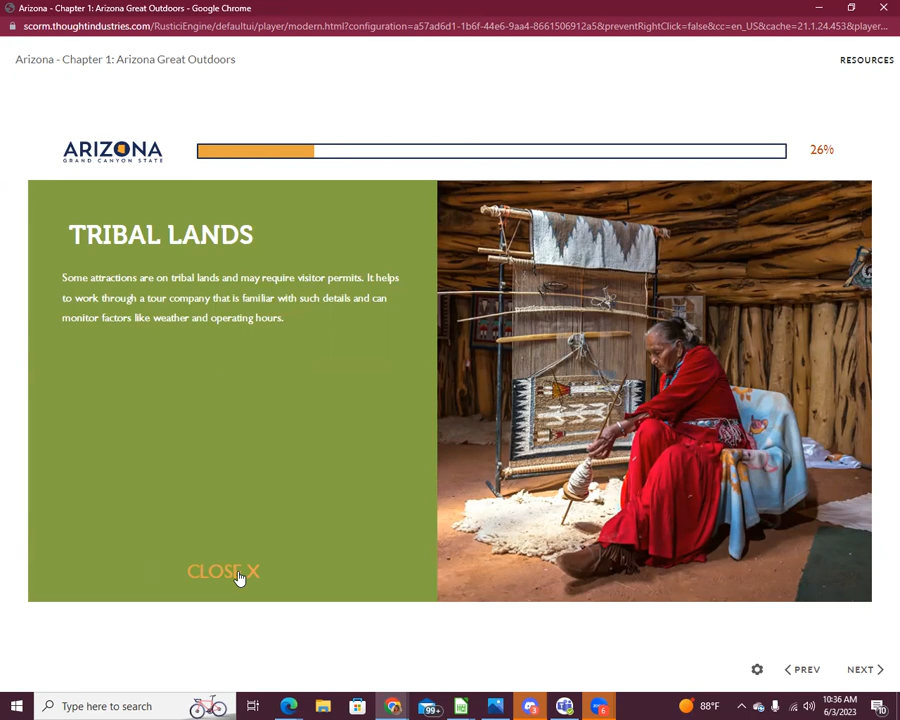 Arizona - Chapter 1: Arizona Great Outdoors - Google Chrome
scorm.thoughtindustries.com/RusticiEngine/defaultui/player/modern.html?configuration=a57ad6d1-1b6f-44e6-9aa4-8661506912a5&preventRightClick=false&cc=en_US&cache=21.1.24.453&player...
Arizona - Chapter 1: Arizona Great Outdoors
RESOURCES
ARIZONA
GRAND CANYON STATE
26%
TRIBAL LANDS
Some attractions are on tribal lands and may require visitor permits. It helps
to work through a tour company that is familiar with such details and can
monitor factors like weather and operating hours.
CLOSE X
PREV
NEXT
Type here to search
99+
3
6
88°F
10:36 AM
6/3/2023
10